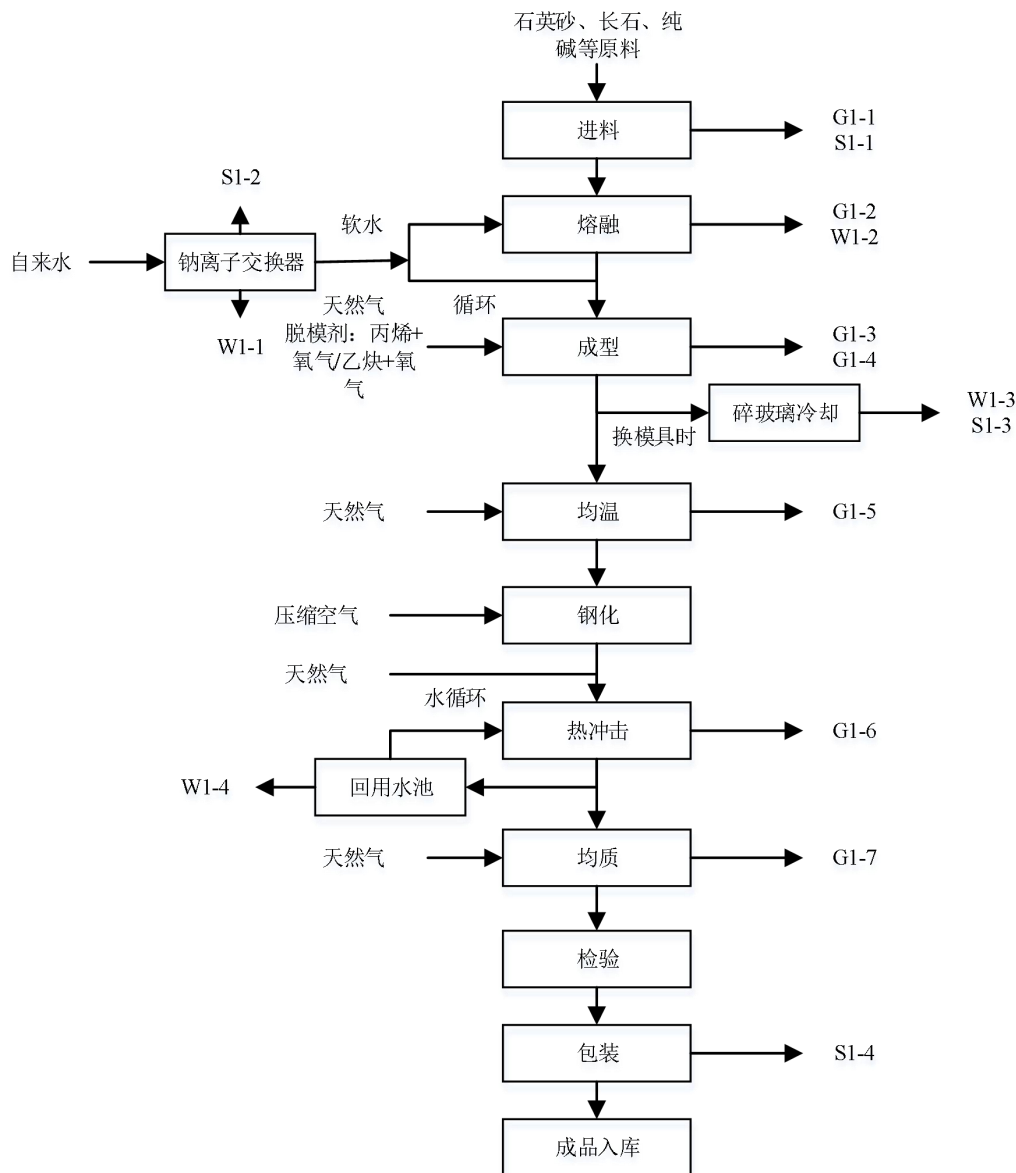 石英砂、长石、纯
碱等原料
进料
G1-1
S1-1
S1-2
软水
熔融
G1-2
W1-2
自来水
钠离子交换器
W1-1
循环
天然气
脱模剂：丙烯+
氧气/乙炔+氧
气
成型
G1-3
G1-4
换模具时
碎玻璃冷却
W1-3
S1-3
天然气
均温
G1-5
压缩空气
钢化
天然气
水循环
热冲击
G1-6
W1-4
回用水池
天然气
均质
G1-7
检验
包装
S1-4
成品入库